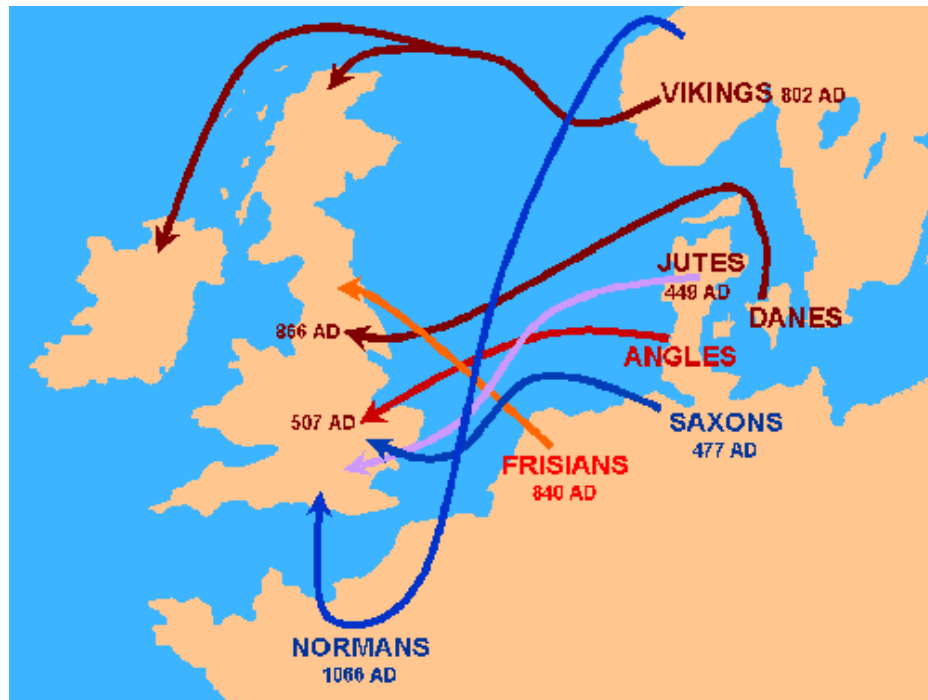 VIKINGS 802 AD
JUTES
449 AD
DANES
866 AD
ANGLES
507 AD
SAXONS
477 AD
FRISIANS
840 AD
NORMANS
1066 AD